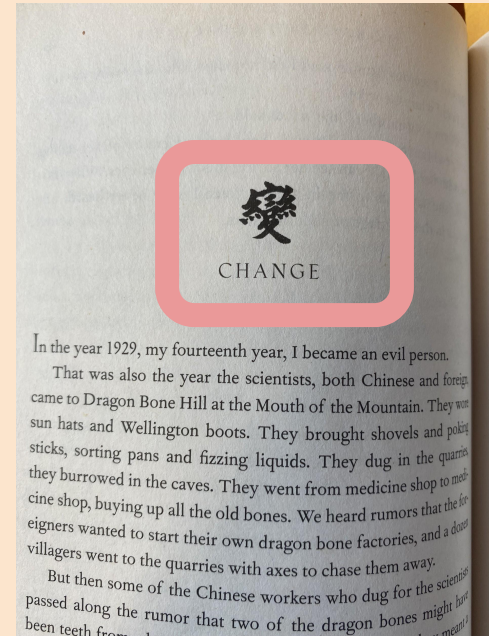 變
CHANGE
In the year 1929, my fourteenth year, I became an evil person.
That was also the year the scientists, both Chinese and foreign,
came to Dragon Bone Hill at the Mouth of the Mountain. They wore
sun hats and Wellington boots. They brought shovels and poking
sticks, sorting pans and fizzing liquids. They dug in the quarries,
they burrowed in the caves. They went from medicine shop to medi-
cine shop, buying up all the old bones. We heard rumors that the for-
eigners wanted to start their own dragon bone factories, and a dozen
villagers went to the quarries with axes to chase them away.
But then some of the Chinese workers who dug for the scientists
passed along the rumor that two of the dragon bones might have
been teeth from meant a